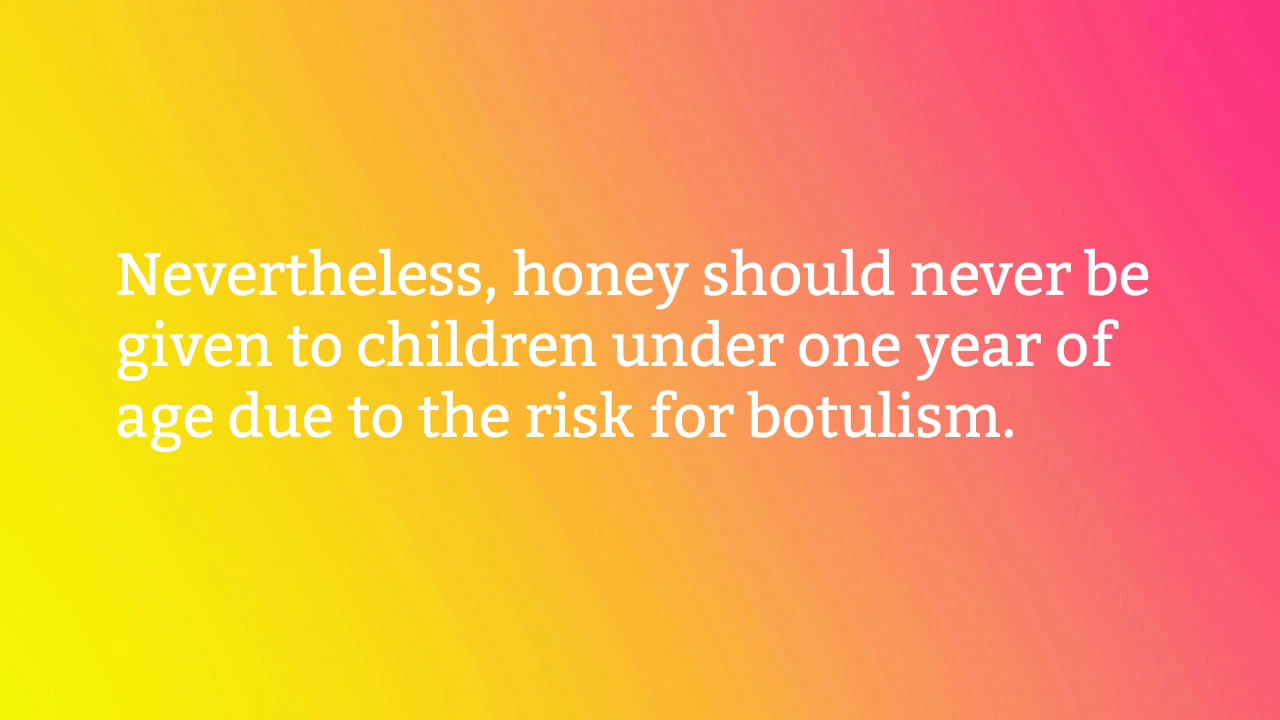 Nevertheless, honey should never be
given to children under one year of
age due to the risk for botulism.